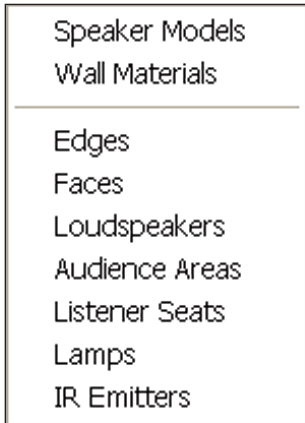 Speaker Models
Wall Materials
Edges
Faces
Loudspeakers
Audience Areas
Listener Seats
Lamps
IR Emitters